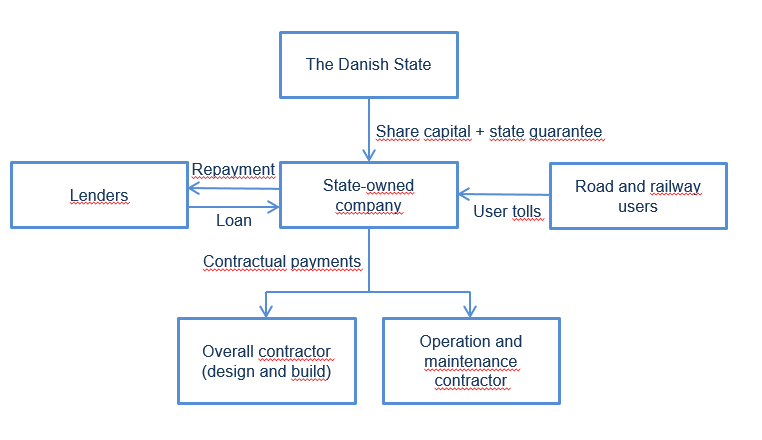 The Danish State
Share capital + state guarantee
Repayment
Lenders
State-owned
company
Road and railway
users
Loan
User tolls
Contractual payments
Overall contractor
(design and build)
Operation and
maintenance
contractor